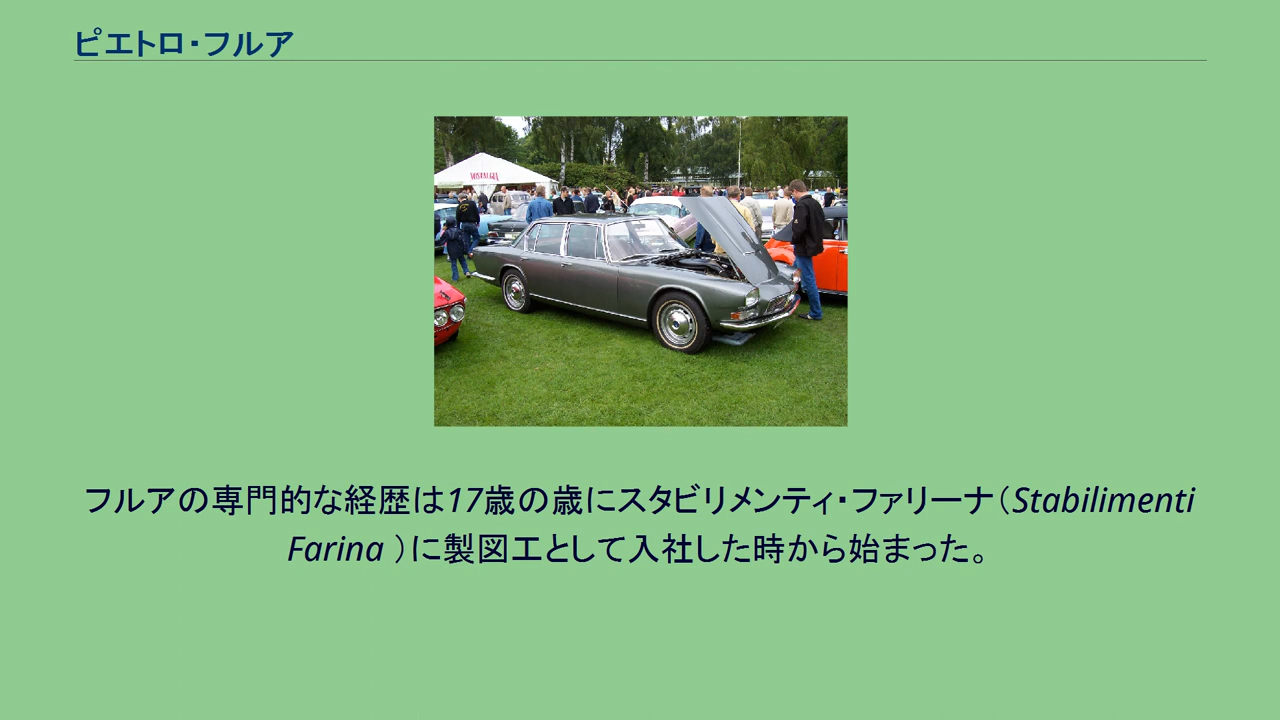 ピエトロ・フルア
NOSTALGIA
フルアの専門的な経歴は17歳の歳にスタビリメンティ・ファリーナ（Stabilimenti
Farina ）に製図工として入社した時から始まった。